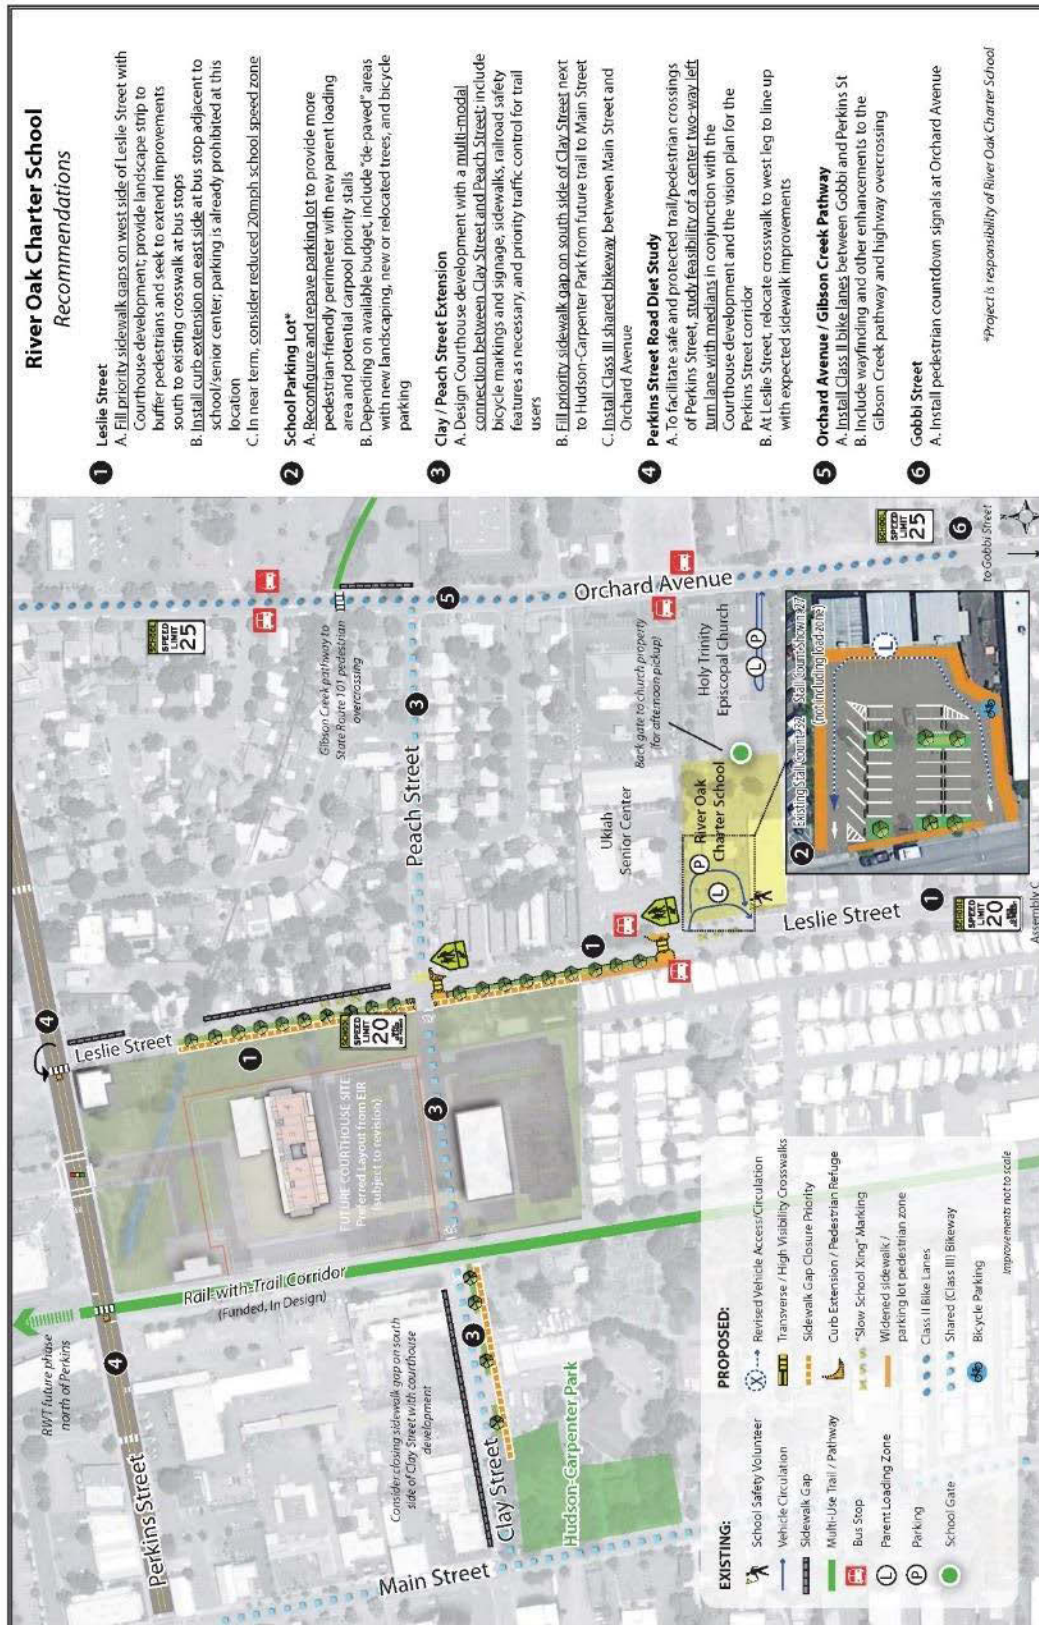 River Oak Charter School
Recommendations
1 Leslie Street
A. Fill priority sidewalk gaps on west side of Leslie Street with
Courthouse development; provide landscape strip to
buffer pedestrians and seek to extend improvements
south to existing crosswalk at bus stops
B. Install curb extension on east side at bus stop adjacent to
school/senior center; parking is already prohibited at this
location
C. In near term, consider reduced 20mph school speed zone
2 School Parking Lot*
A. Reconfigure and repave parking lot to provide more
pedestrian-friendly perimeter with new parent loading
area and potential carpool priority stalls
B. Depending on available budget, include "de-paved" areas
with new landscaping, new or relocated trees, and bicycle
parking
3 Clay / Peach Street Extension
A. Design Courthouse development with a multi-modal
connection between Clay Street and Peach Street; include
bicycle markings and signage, sidewalks, railroad safety
features as necessary, and priority traffic control for trail
users
B. Fill priority sidewalk gap on south side of Clay Street next
to Hudson-Carpenter Park from future trail to Main Street
C. Install Class III shared bikeway between Main Street and
Orchard Avenue
4 Perkins Street Road Diet Study
A. To facilitate safe and protected trail/pedestrian crossings
of Perkins Street, study feasibility of a center two-way left
turn lane with medians in conjunction with the
Courthouse development and the vision plan for the
Perkins Street corridor
B. At Leslie Street, relocate crosswalk to west leg to line up
with expected sidewalk improvements
5 Orchard Avenue / Gibson Creek Pathway
A. Install Class II bike lanes between Gobbi and Perkins St
B. Include wayfinding and other enhancements to the
Gibson Creek pathway and highway overcrossing
6 Gobbi Street
A. Install pedestrian countdown signals at Orchard Avenue
*Project is responsibility of River Oak Charter School
RWT future phase
north of Perkins
Perkins Street
4
4
Leslie Street
SCHOOL
SPEED
LIMIT
25
Gibson Creek pathway to
State Route 101 pedestrian
overcrossing
Rail-with-Trail Corridor
(Funded, In Design)
FUTURE COURTHOUSE SITE
Preferred Layout from EIR
(subject to revision)
1
SCHOOL
SPEED
LIMIT
20
Peach Street
3
5
3
Consider closing sidewalk gap on south
side of Clay Street with courthouse
development
Clay Street
3
Main Street
Hudson-Carpenter Park
1
Ukiah
Senior Center
River Oak
Charter School
P
L
Back gate to church property
(for afternoon pickup)
Holy Trinity
Episcopal Church
L P
Orchard Avenue
SCHOOL
SPEED
LIMIT
25
6
to Gobbi Street
Leslie Street
1
SCHOOL
SPEED
LIMIT
20
Assembly C
2
Existing Stall Count: 32 Stall Count Shown: 27
(not including load-zone)
L
EXISTING:
School Safety Volunteer
Vehicle Circulation
Sidewalk Gap
Multi-Use Trail / Pathway
Bus Stop
L Parent Loading Zone
P Parking
School Gate
PROPOSED:
X Revised Vehicle Access/Circulation
Transverse / High Visibility Crosswalks
Sidewalk Gap Closure Priority
Curb Extension / Pedestrian Refuge
"Slow School Xing" Marking
Widened sidewalk /
parking lot pedestrian zone
Class II Bike Lanes
Shared (Class III) Bikeway
Bicycle Parking
Improvements not to scale